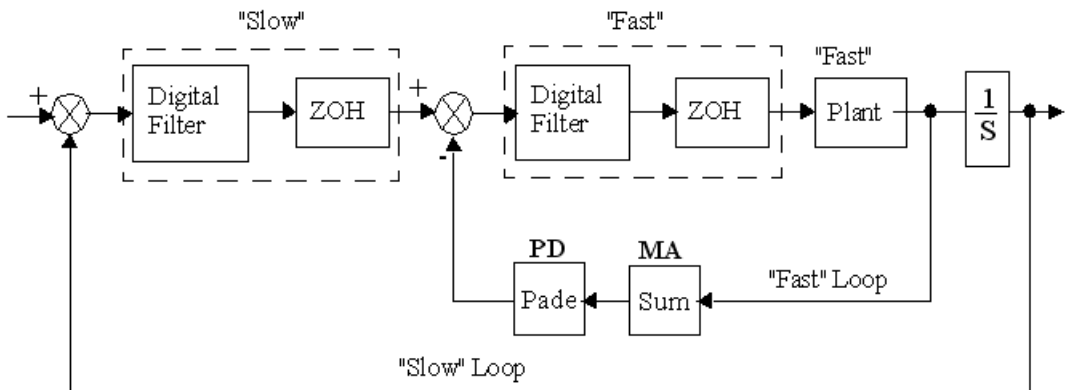 "Slow"
"Fast"
"Fast"
+
Digital
Filter
ZOH
+
-
Digital
Filter
ZOH
Plant
1
S
PD
Pade
MA
Sum
"Fast" Loop
"Slow" Loop